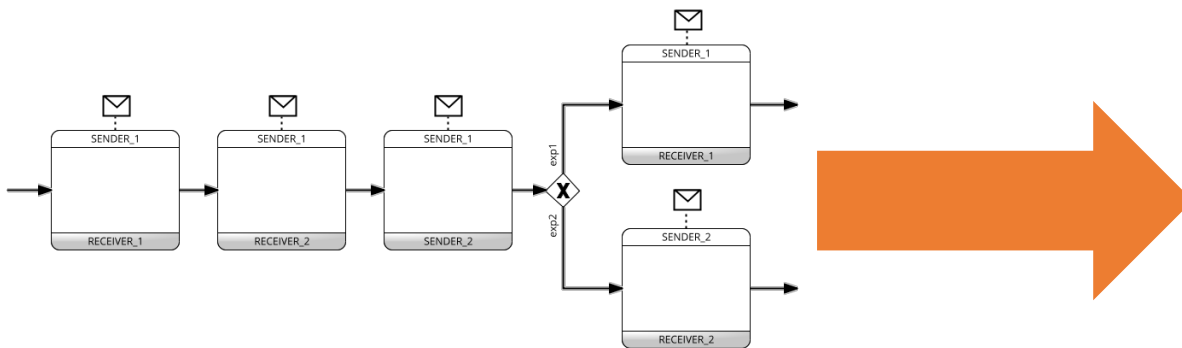 SENDER_1
RECEIVER_1
SENDER_1
RECEIVER_2
SENDER_1
SENDER_2
X
exp1
exp2
SENDER_1
RECEIVER_1
SENDER_2
RECEIVER_2